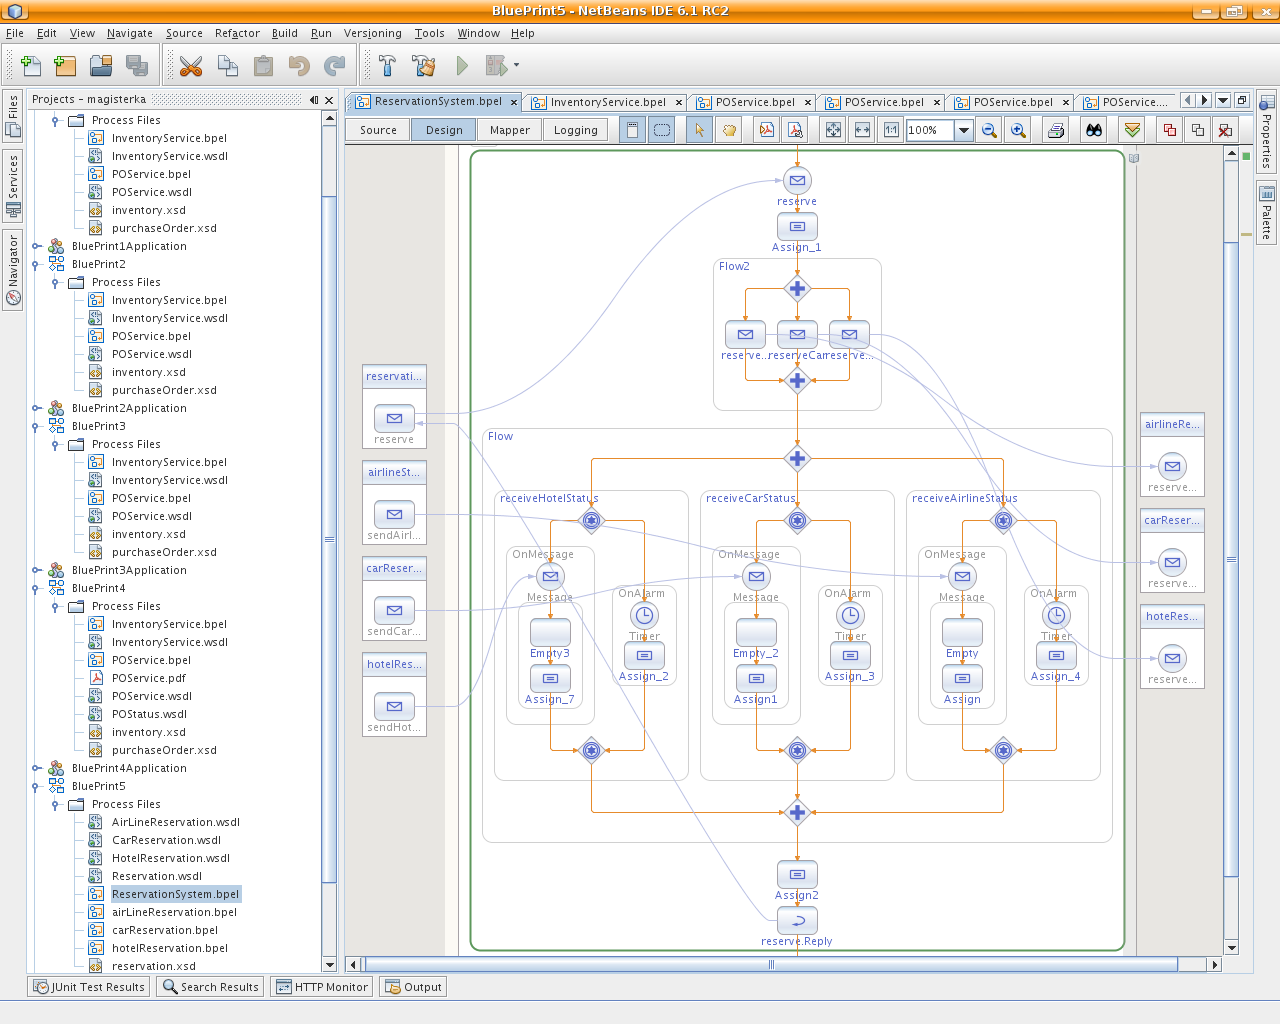 BluePrint5 - NetBeans IDE 6.1 RC2
File Edit View Navigate Source Refactor Build Run Versioning Tools Window Help
Files
Services
Navigator
Projects - magisterka
Process Files
InventoryService.bpel
InventoryService.wsdl
POService.bpel
POService.wsdl
inventory.xsd
purchaseOrder.xsd
BluePrint1Application
BluePrint2
Process Files
InventoryService.bpel
InventoryService.wsdl
POService.bpel
POService.wsdl
inventory.xsd
purchaseOrder.xsd
BluePrint2Application
BluePrint3
Process Files
InventoryService.bpel
InventoryService.wsdl
POService.bpel
POService.wsdl
inventory.xsd
purchaseOrder.xsd
BluePrint3Application
BluePrint4
Process Files
InventoryService.bpel
InventoryService.wsdl
POService.bpel
POService.pdf
POService.wsdl
POStatus.wsdl
inventory.xsd
purchaseOrder.xsd
BluePrint4Application
BluePrint5
Process Files
AirLineReservation.wsdl
CarReservation.wsdl
HotelReservation.wsdl
Reservation.wsdl
ReservationSystem.bpel
airLineReservation.bpel
carReservation.bpel
hotelReservation.bpel
reservation.xsd
ReservationSystem.bpel InventoryService.bpel POService.bpel POService.bpel POService.bpel POService....
Source Design Mapper Logging 1:1 100%
reserve
Assign_1
Flow2
reserve... reserveCar reserve...
reservati...
reserve
airlineSt...
sendAirl...
carReser...
sendCar...
hotelRes...
sendHot...
Flow
receiveHotelStatus receiveCarStatus receiveAirlineStatus
OnMessage OnMessage OnMessage
Message OnAlarm Message OnAlarm Message OnAlarm
Timer Timer Timer
Empty3 Empty_2 Empty
Assign_2 Assign_3 Assign_4
Assign_7 Assign1 Assign
Assign2
reserve.Reply
airlineRe...
reserve...
carReser...
reserve...
hoteRes...
reserve...
Properties
Palette
JUnit Test Results Search Results HTTP Monitor Output